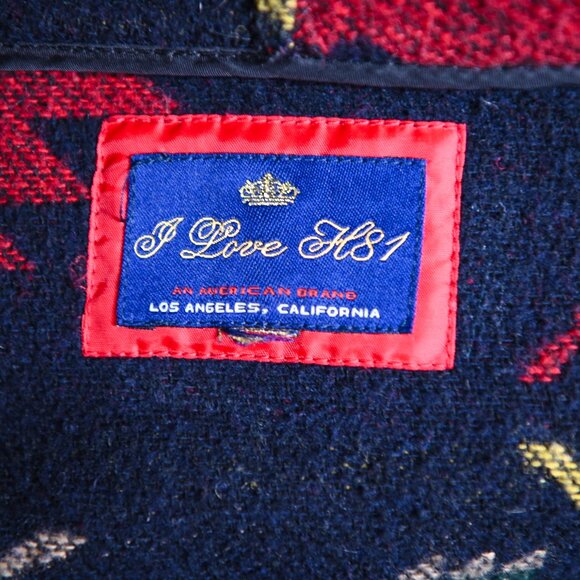 I Love H81
AN AMERICAN BRAND
LOS ANGELES, CALIFORNIA